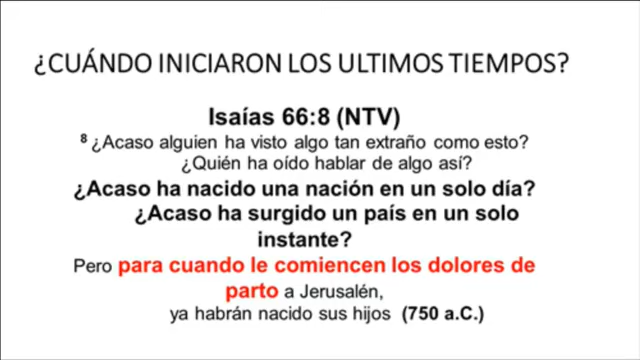 ¿CUÁNDO INICIARON LOS ULTIMOS TIEMPOS?
Isaías 66:8 (NTV)
8 ¿Acaso alguien ha visto algo tan extraño como esto?
¿Quién ha oído hablar de algo así?
¿Acaso ha nacido una nación en un solo día?
¿Acaso ha surgido un país en un solo
instante?
Pero para cuando le comiencen los dolores de
parto a Jerusalén,
ya habrán nacido sus hijos (750 a.C.)